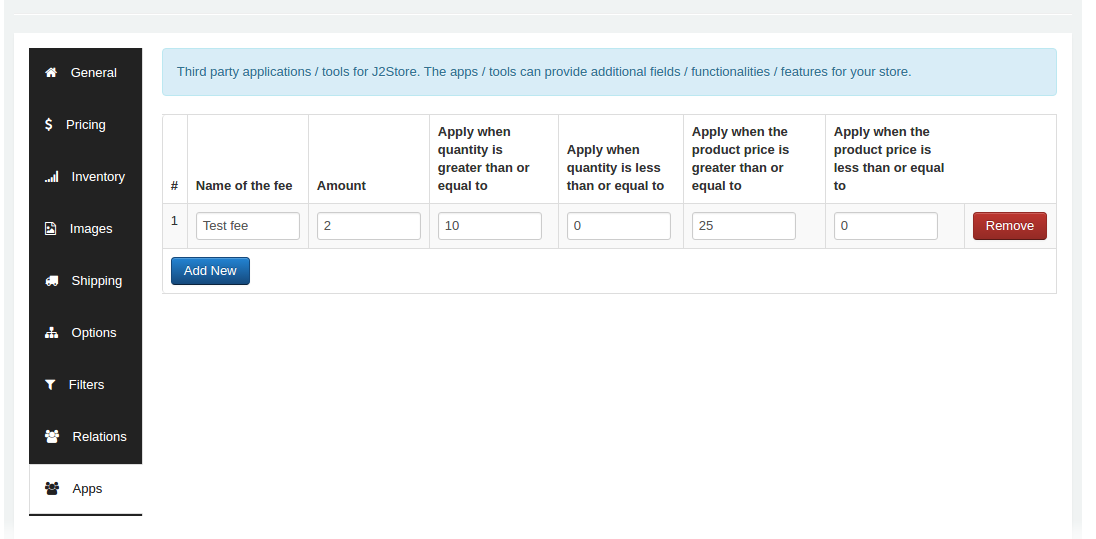 General
Pricing
Inventory
Images
Shipping
Options
Filters
Relations
Apps
Third party applications / tools for J2Store. The apps / tools can provide additional fields / functionalities / features for your store.
#
Name of the fee
Amount
Apply when
quantity is
greater than or
equal to
Apply when
quantity is less
than or equal to
Apply when the
product price is
greater than or
equal to
Apply when the
product price is
less than or equal
to
1
Test fee
2
10
0
25
0
Remove
Add New